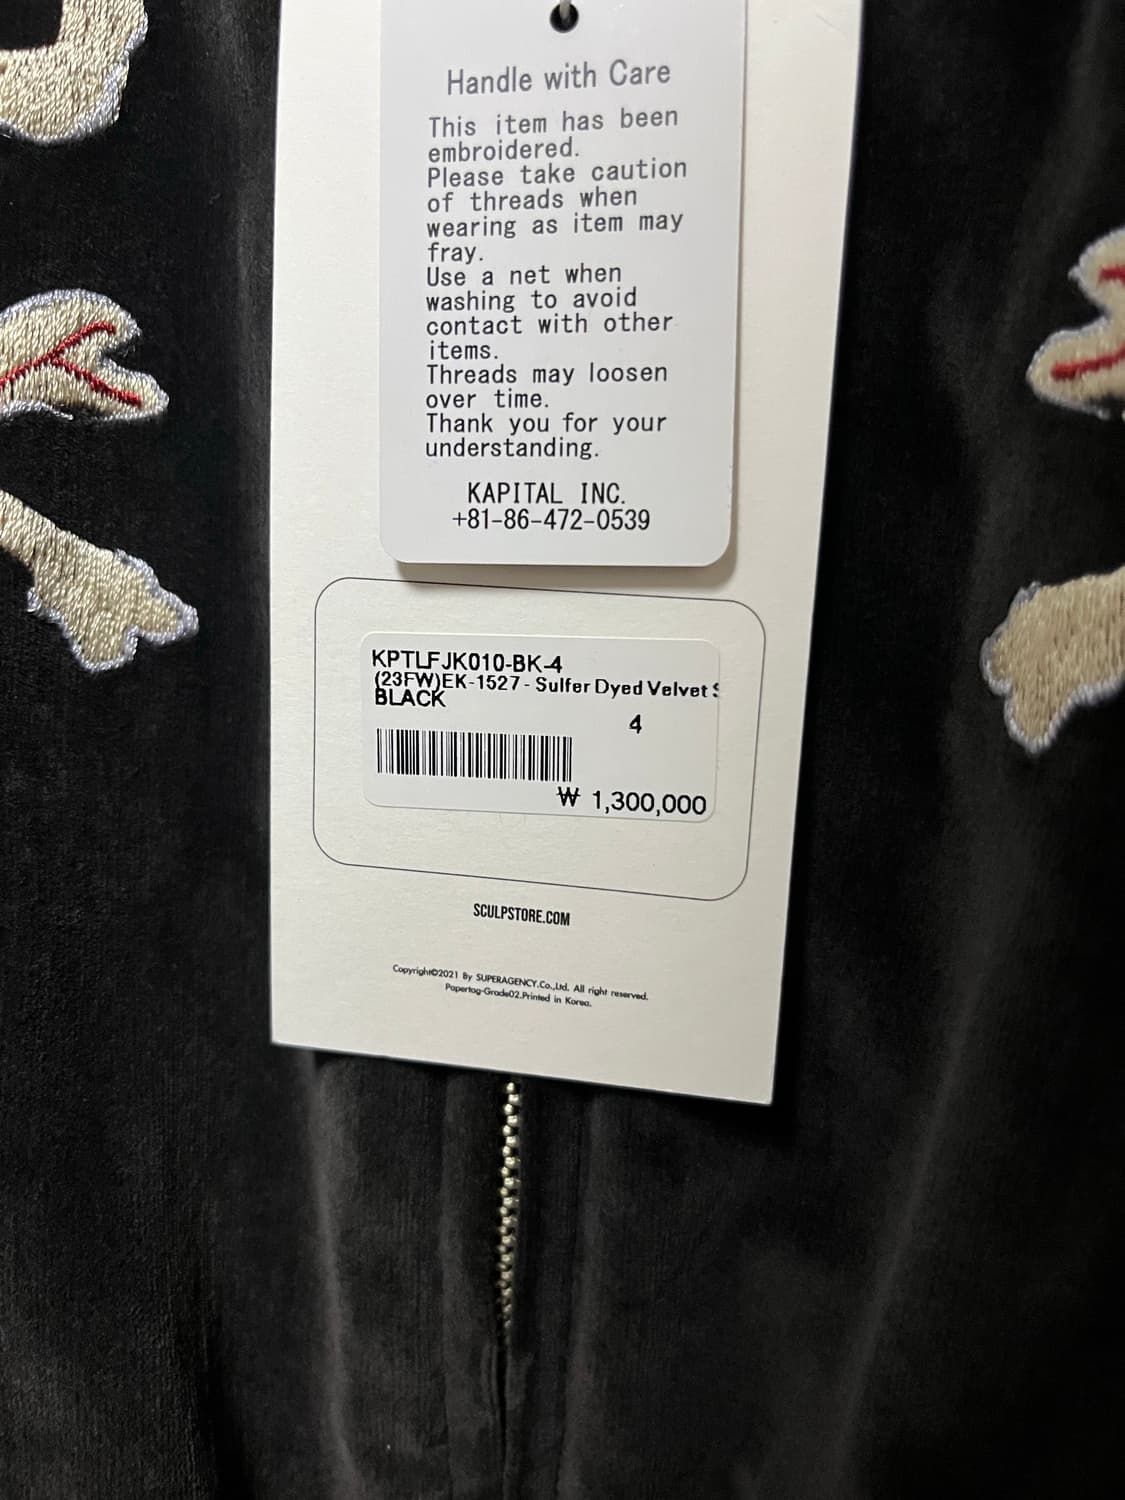 Handle with Care
This item has been
embroidered.
Please take caution
of threads when
wearing as item may
fray.
Use a net when
washing to avoid
contact with other
items.
Threads may loosen
over time.
Thank you for your
understanding.
KAPITAL INC.
+81-86-472-0539
KPTLFJK010-BK-4
(23FW)EK-1527 - Sulfer Dyed Velvet S
BLACK
4
₩ 1,300,000
SCULPSTORE.COM
Copyright©2021 By SUPERAGENCY.Co.,Ltd. All right reserved.
Papertag-Grade02.Printed in Korea.